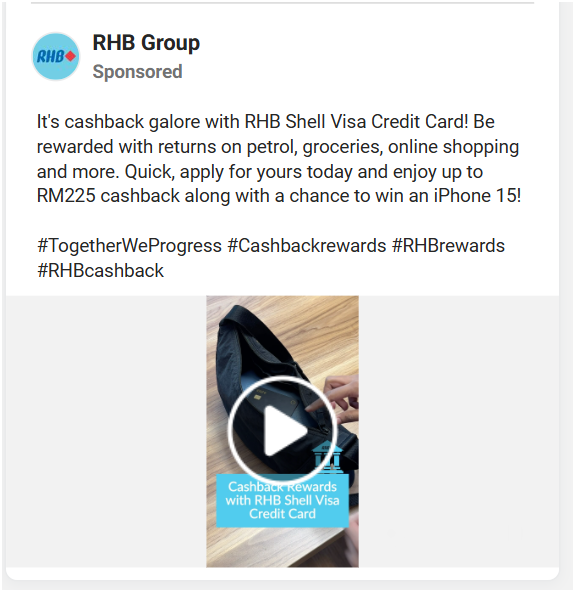 RHB
RHB Group
Sponsored
It's cashback galore with RHB Shell Visa Credit Card! Be
rewarded with returns on petrol, groceries, online shopping
and more. Quick, apply for yours today and enjoy up to
RM225 cashback along with a chance to win an iPhone 15!
#TogetherWeProgress #Cashbackrewards #RHBrewards
#RHBcashback
Cashback Rewards
with RHB Shell Visa
Credit Card